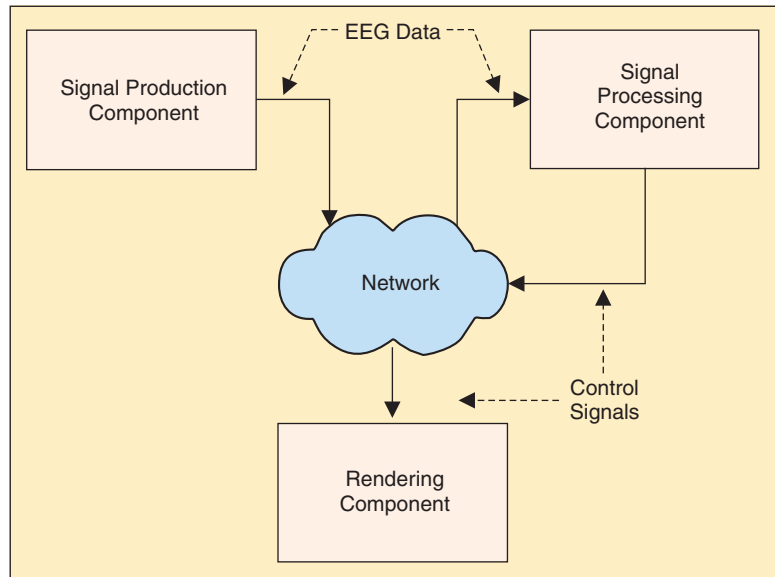 EEG Data
Signal Production
Component
Signal
Processing
Component
Network
Control
Signals
Rendering
Component